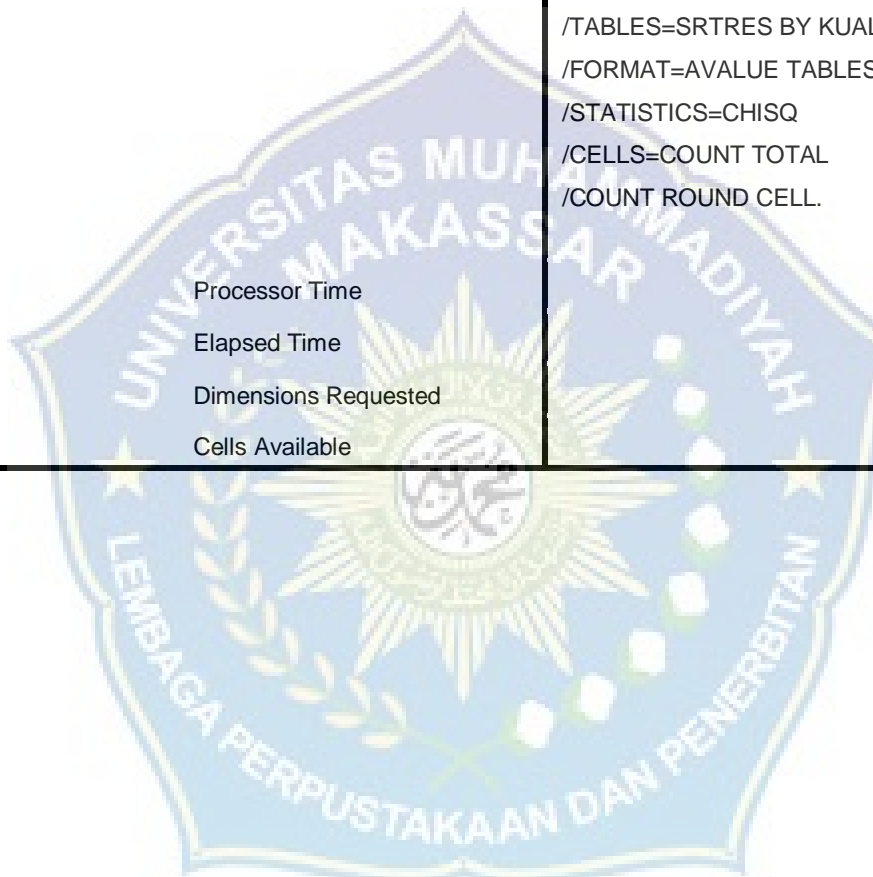 /TABLES=SRTRES BY KUAL
/FORMAT=AVALUE TABLES
/STATISTICS=CHISQ
/CELLS=COUNT TOTAL
/COUNT ROUND CELL.
UNIVERSITAS MUHAMMADIYAH
MAKASSAR
Processor Time
Elapsed Time
Dimensions Requested
Cells Available
LEMBAGA PERPUSTAKAAN DAN PENERBITAN